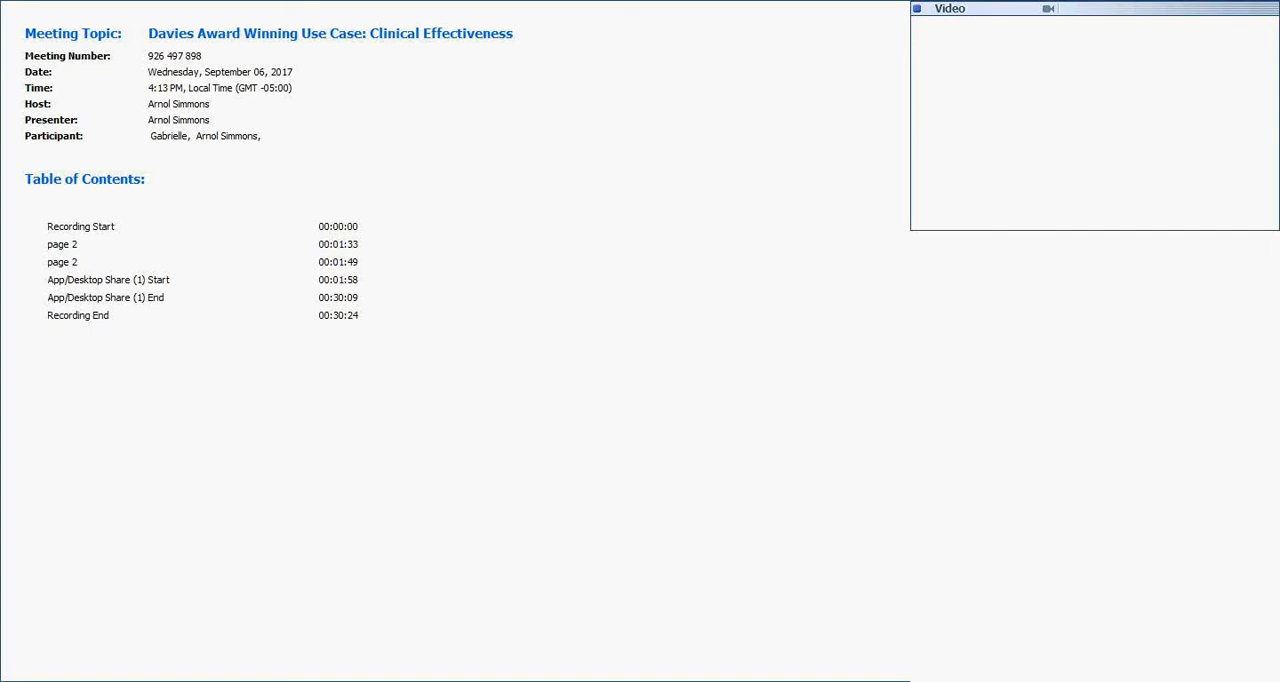 Meeting Topic: Davies Award Winning Use Case: Clinical Effectiveness
Meeting Number: 926 497 898
Date: Wednesday, September 06, 2017
Time: 4:13 PM, Local Time (GMT -05:00)
Host: Arnol Simmons
Presenter: Arnol Simmons
Participant: Gabrielle, Arnol Simmons,
Table of Contents:
Recording Start 00:00:00
page 2 00:01:33
page 2 00:01:49
App/Desktop Share (1) Start 00:01:58
App/Desktop Share (1) End 00:30:09
Recording End 00:30:24
Video